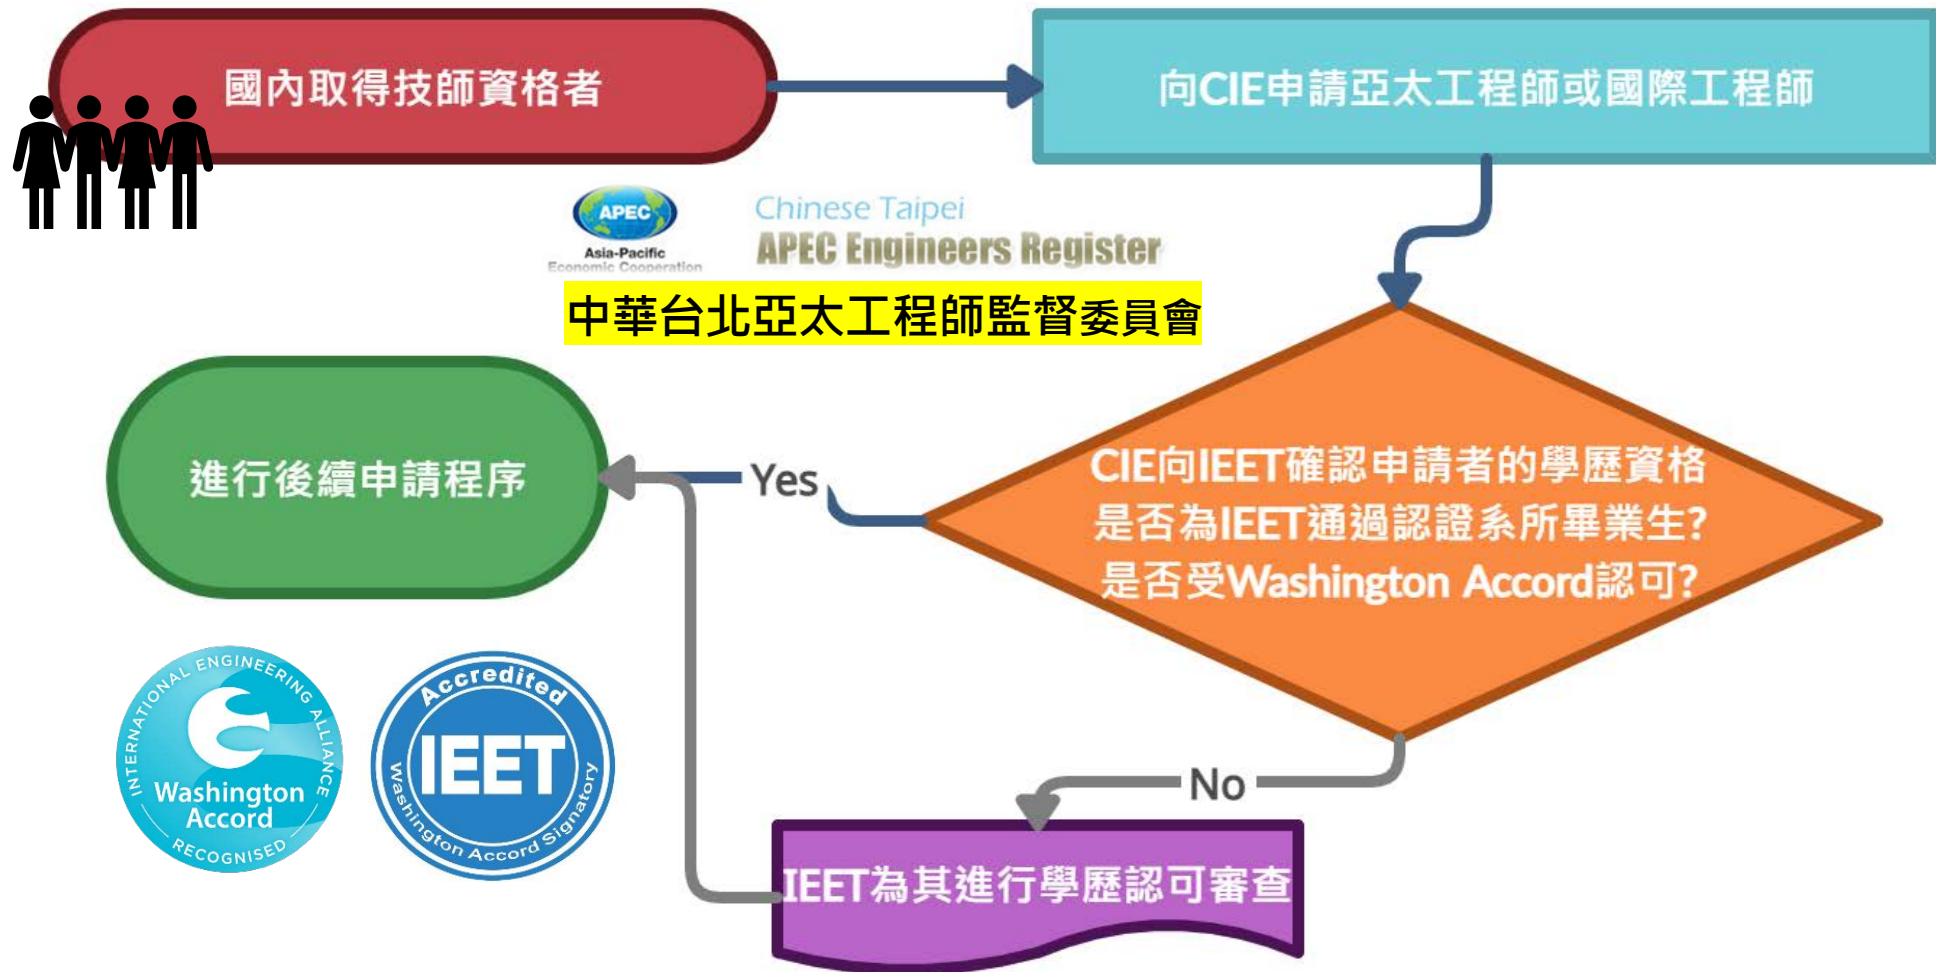 國內取得技師資格者
向CIE申請亞太工程師或國際工程師
APEC
Asia-Pacific
Economic Cooperation
Chinese Taipei
APEC Engineers Register
中華台北亞太工程師監督委員會
進行後續申請程序
Yes
CIE向IEET確認申請者的學歷資格
是否為IEET通過認證系所畢業生?
是否受Washington Accord認可?
INTERNATIONAL ENGINEERING ALLIANCE
Washington
Accord
RECOGNISED
Accredited
IEET
Washington Accord Signatory
No
IEET為其進行學歷認可審查